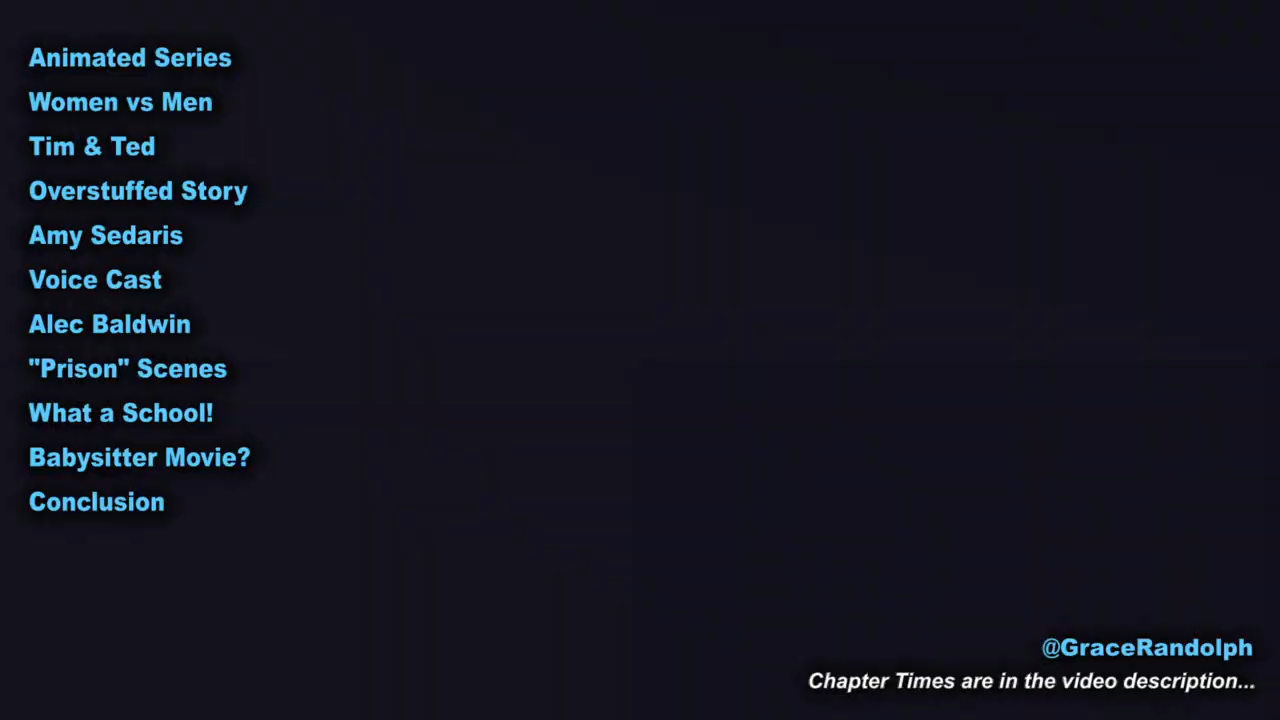 Animated Series
Women vs Men
Tim & Ted
Overstuffed Story
Amy Sedaris
Voice Cast
Alec Baldwin
"Prison" Scenes
What a School!
Babysitter Movie?
Conclusion
@GraceRandolph
Chapter Times are in the video description...